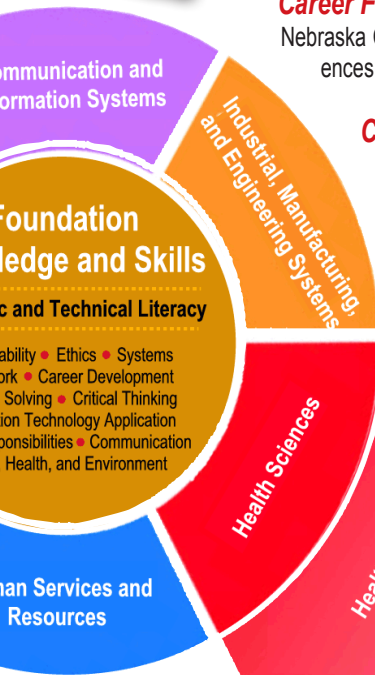 Career F
Nebraska
ences
C
ommunication and
formation Systems
Industrial, Manufacturing,
and Engineering Systems
Foundation
ledge and Skills
c and Technical Literacy
ability • Ethics • Systems
ork • Career Development
Solving • Critical Thinking
tion Technology Application
ponsibilities • Communication
, Health, and Environment
Health Sciences
Heal
man Services and
Resources